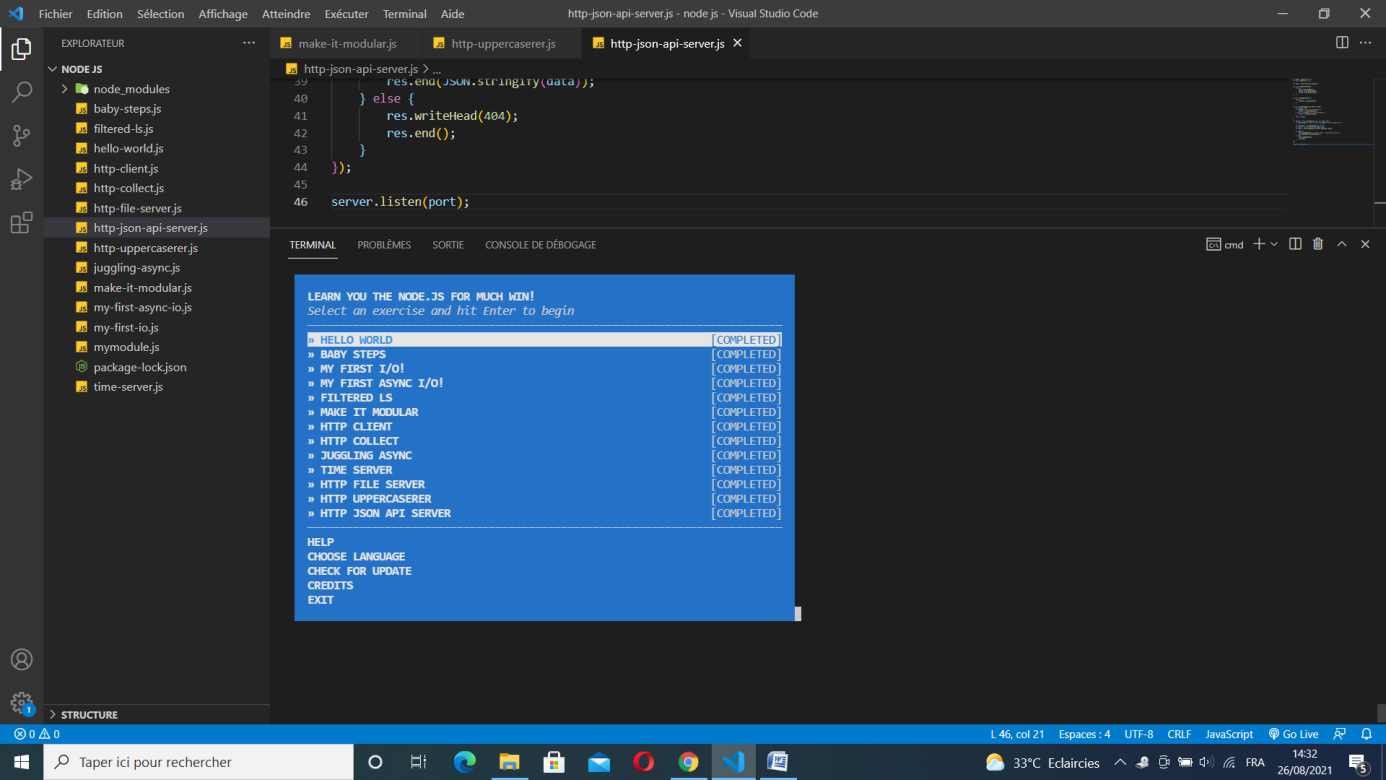 Fichier Edition Sélection Affichage Atteindre Exécuter Terminal Aide http-json-api-server.js - node js - Visual Studio Code
EXPLORATEUR ...
make-it-modular.js http-uppercaserer.js http-json-api-server.js
NODE JS
node_modules
baby-steps.js
filtered-ls.js
hello-world.js
http-client.js
http-collect.js
http-file-server.js
http-json-api-server.js
http-uppercaserer.js
juggling-async.js
make-it-modular.js
my-first-async-io.js
my-first-io.js
mymodule.js
package-lock.json
time-server.js
STRUCTURE
http-json-api-server.js > ...
39 res.end(JSON.stringify(data));
40 } else {
41 res.writeHead(404);
42 res.end();
43 }
44 });
45
46 server.listen(port);
TERMINAL PROBLÈMES SORTIE CONSOLE DE DÉBOGAGE cmd
LEARN YOU THE NODE.JS FOR MUCH WIN!
Select an exercise and hit Enter to begin
» HELLO WORLD [COMPLETED]
» BABY STEPS [COMPLETED]
» MY FIRST I/O! [COMPLETED]
» MY FIRST ASYNC I/O! [COMPLETED]
» FILTERED LS [COMPLETED]
» MAKE IT MODULAR [COMPLETED]
» HTTP CLIENT [COMPLETED]
» HTTP COLLECT [COMPLETED]
» JUGGLING ASYNC [COMPLETED]
» TIME SERVER [COMPLETED]
» HTTP FILE SERVER [COMPLETED]
» HTTP UPPERCASERER [COMPLETED]
» HTTP JSON API SERVER [COMPLETED]
HELP
CHOOSE LANGUAGE
CHECK FOR UPDATE
CREDITS
EXIT
1
0 0 L 46, col 21 Espaces : 4 UTF-8 CRLF JavaScript Go Live
Taper ici pour rechercher 33°C Eclaircies FRA 14:32
26/08/2021 5